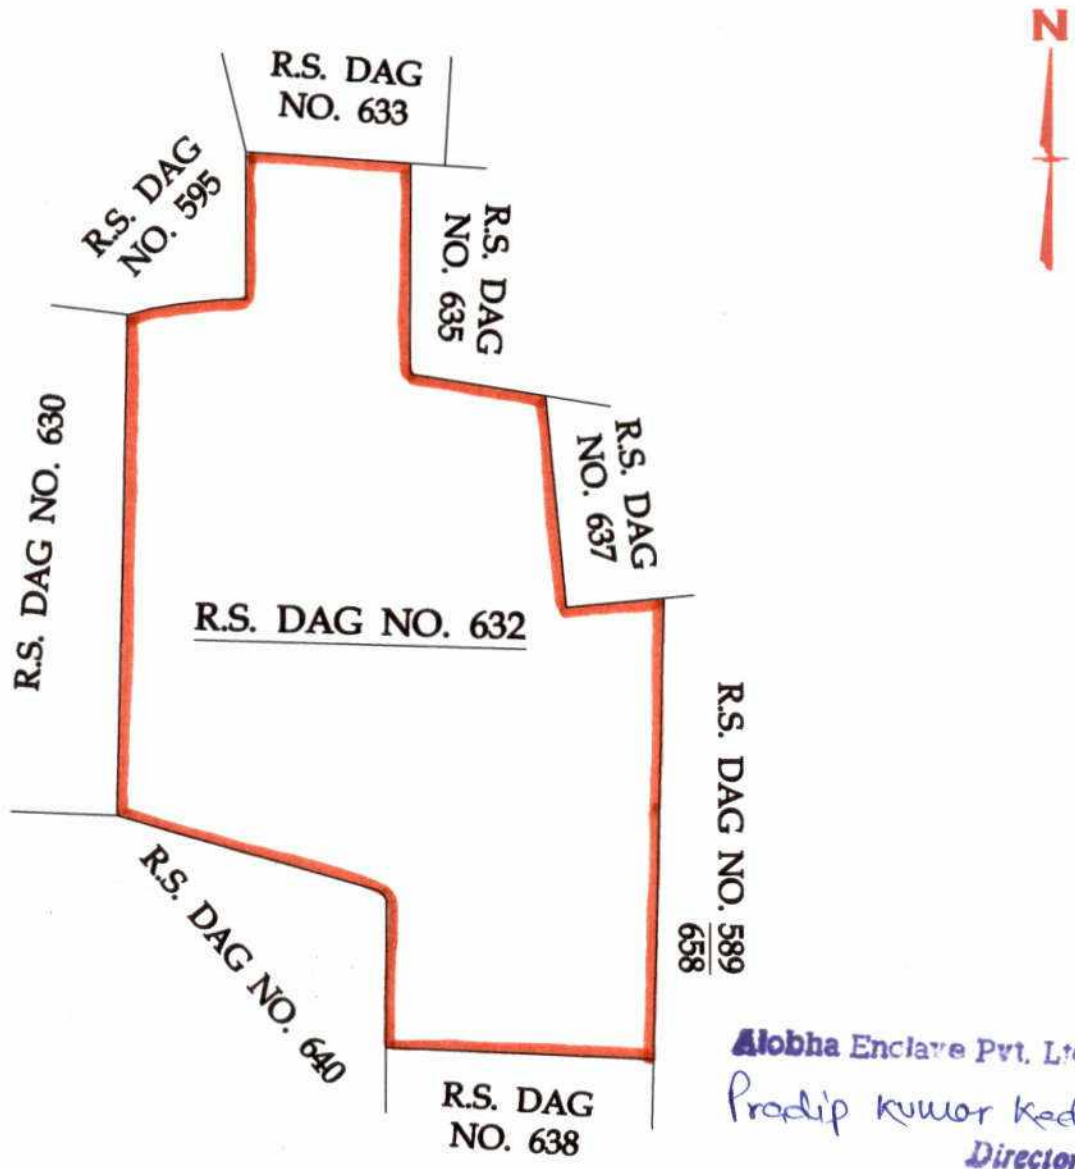 N
R.S. DAG
NO. 633
R.S. DAG
NO. 595
R.S. DAG
NO. 635
R.S. DAG NO. 630
R.S. DAG
NO. 637
R.S. DAG NO. 632
R.S. DAG NO. 589
658
R.S. DAG NO. 640
R.S. DAG
NO. 638
Alobha Enclave Pvt.
Pradip Kumar
Director